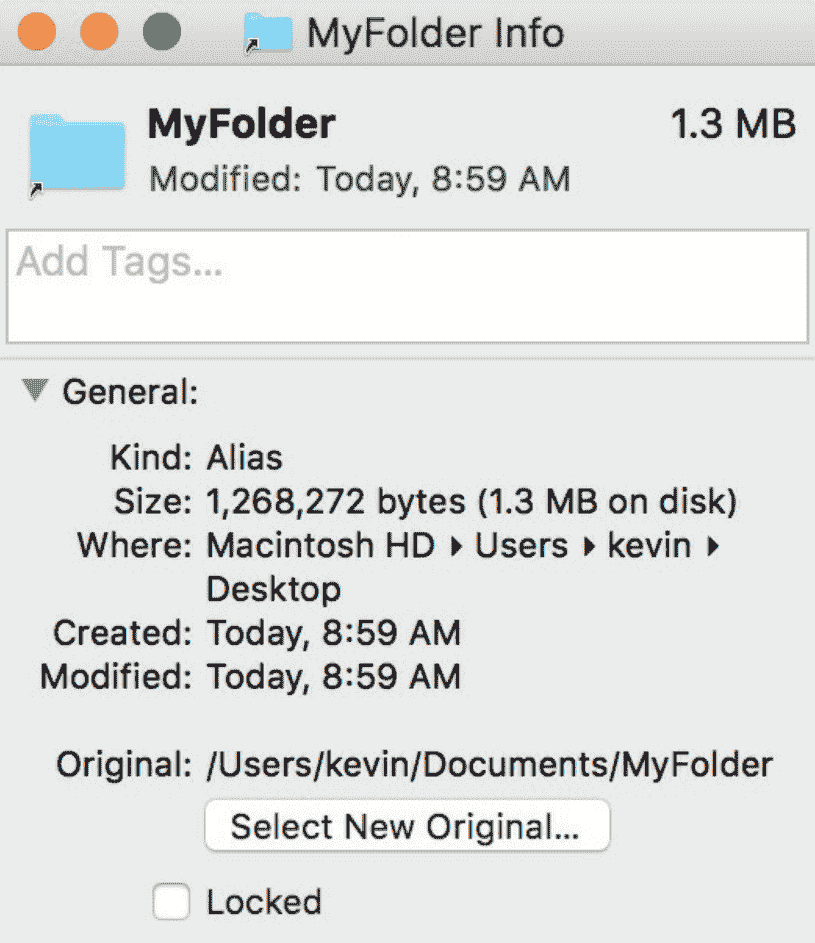 MyFolder Info
MyFolder 1.3 MB
Modified: Today, 8:59 AM
Add Tags...
General:
Kind: Alias
Size: 1,268,272 bytes (1.3 MB on disk)
Where: Macintosh HD ▸ Users ▸ kevin ▸
Desktop
Created: Today, 8:59 AM
Modified: Today, 8:59 AM
Original: /Users/kevin/Documents/MyFolder
Select New Original...
Locked